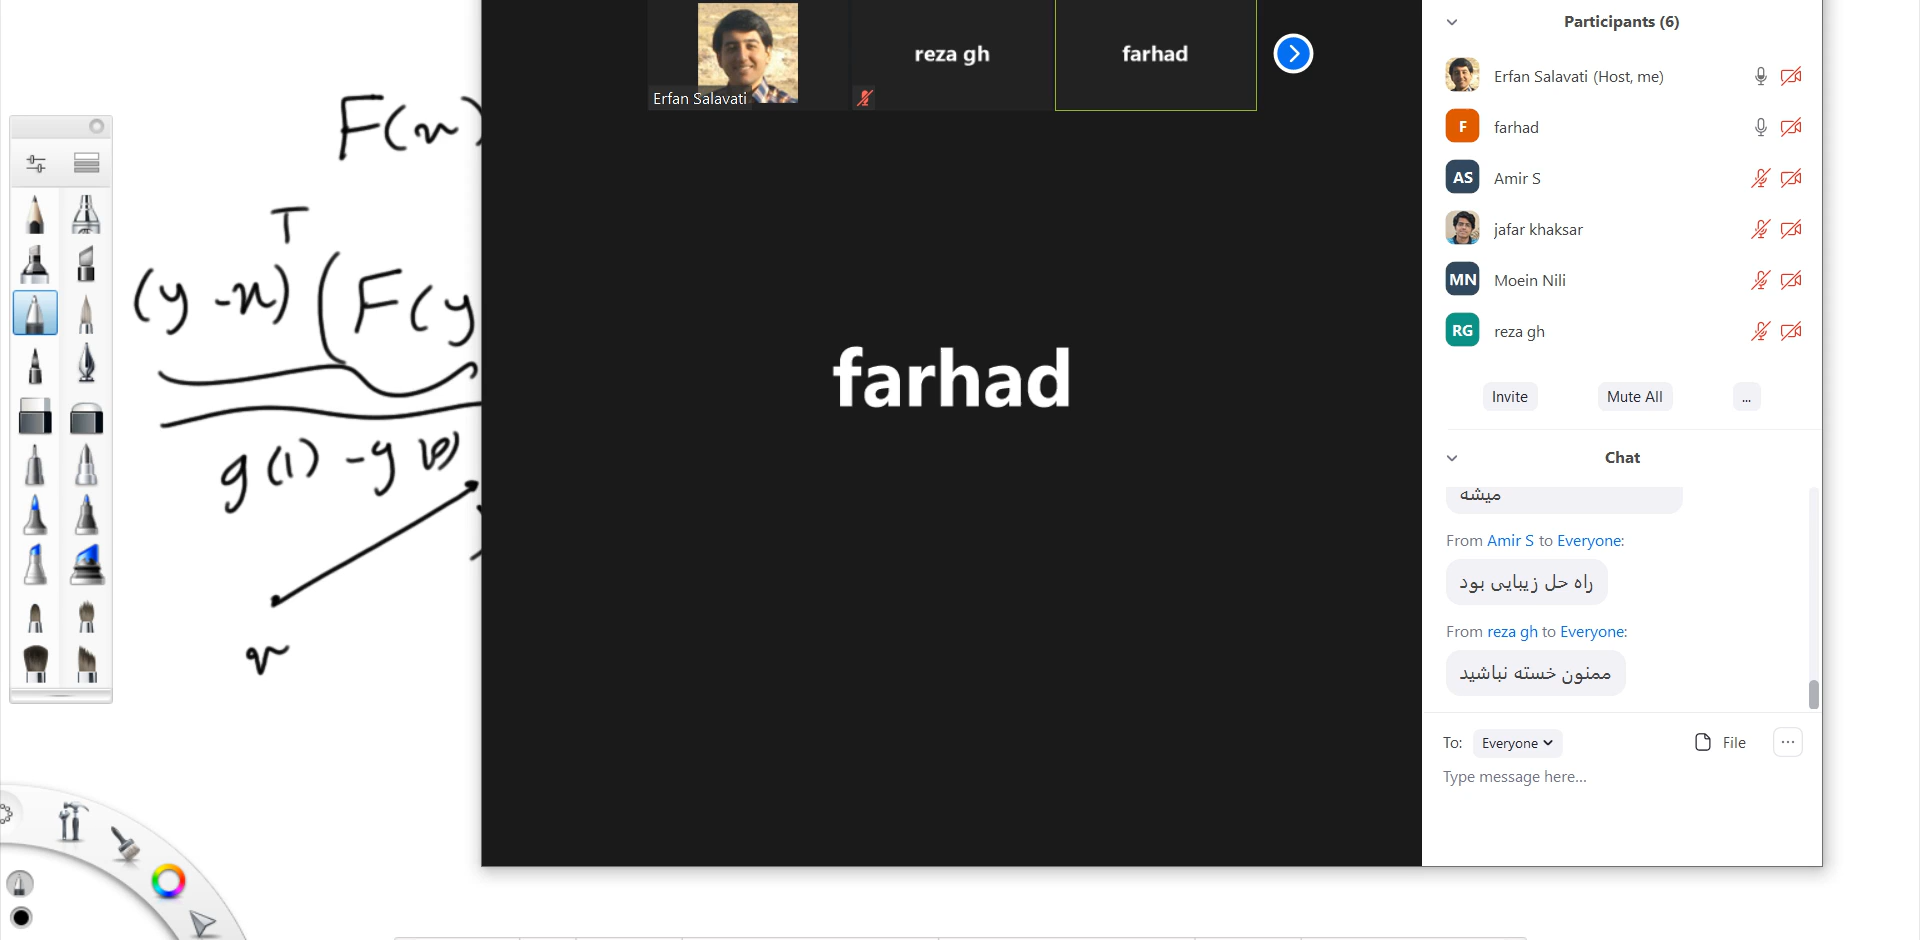 F(x)
T
(y-x) (F(y
g(1)-g(0)
x
Erfan Salavati
reza gh
farhad
farhad
Participants (6)
Erfan Salavati (Host, me)
F farhad
AS Amir S
jafar khaksar
MN Moein Nili
RG reza gh
Invite Mute All ...
Chat
میشه
From Amir S to Everyone:
راه حل زیبایی بود
From reza gh to Everyone:
ممنون خسته نباشید
To: Everyone File ...
Type message here...